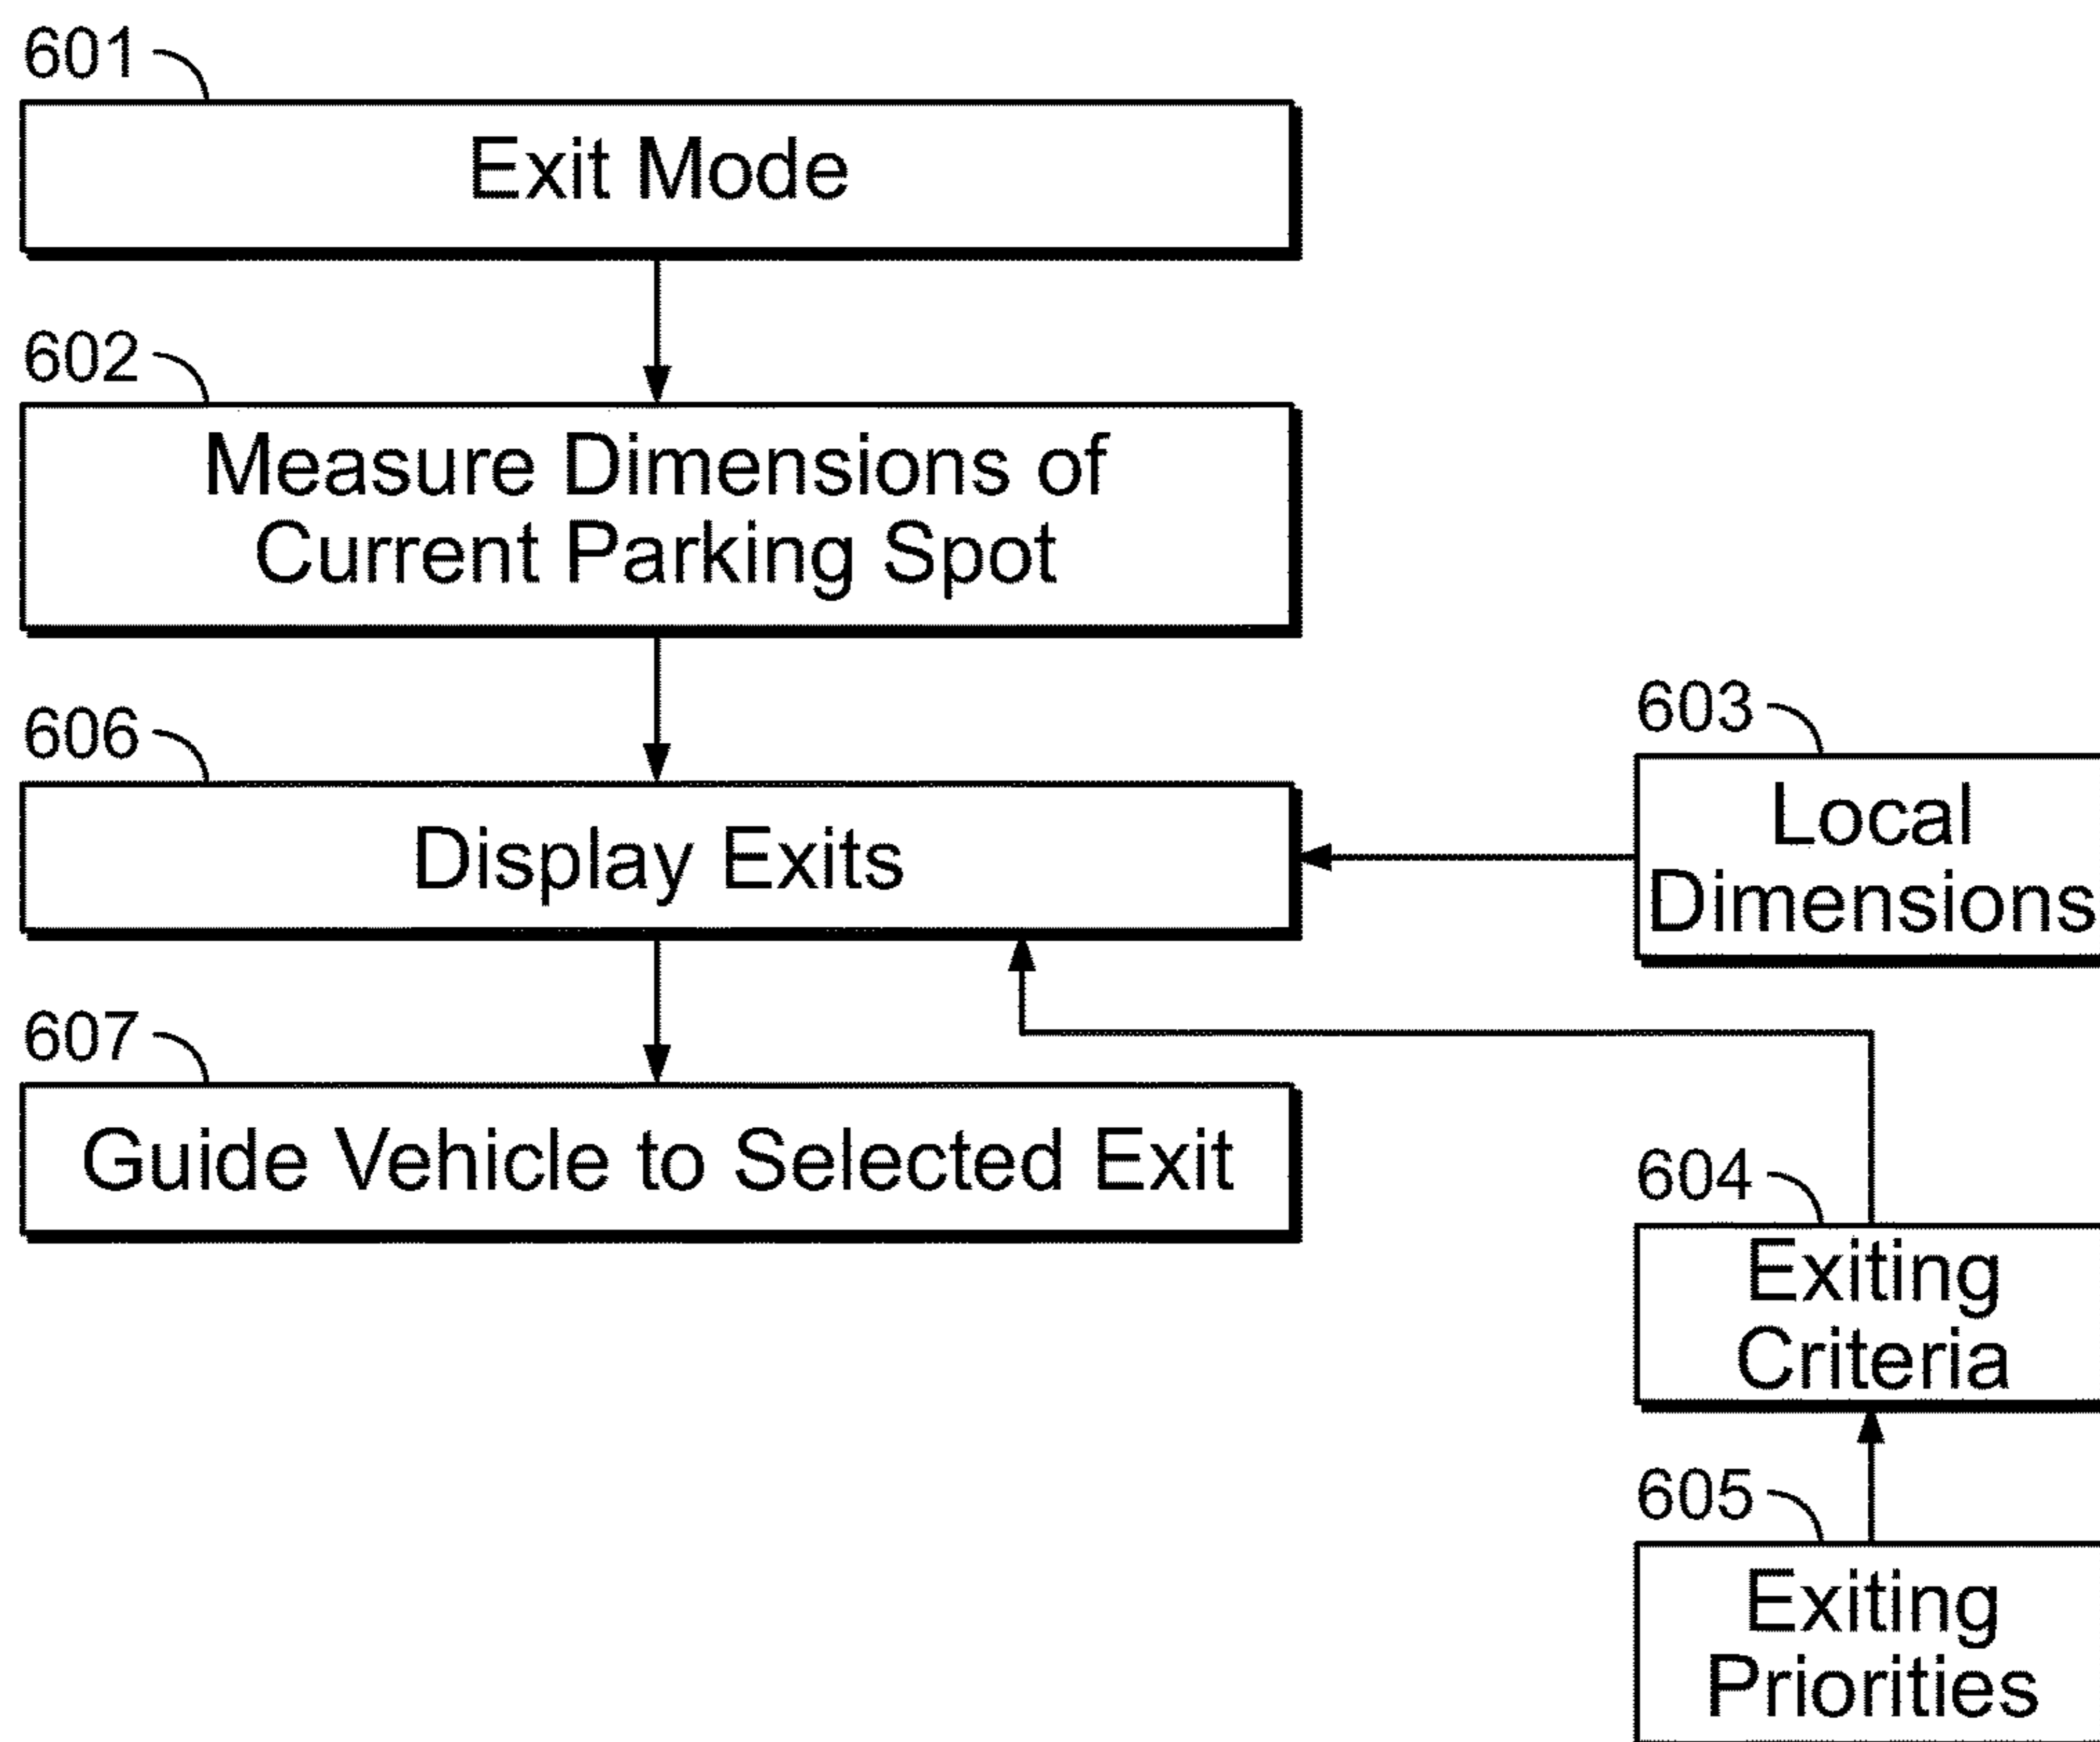 601
Exit Mode
602
Measure Dimensions of
Current Parking Spot
606
Display Exits
603
Local
Dimensions
607
Guide Vehicle to Selected Exit
604
Exiting
Criteria
605
Exiting
Priorities